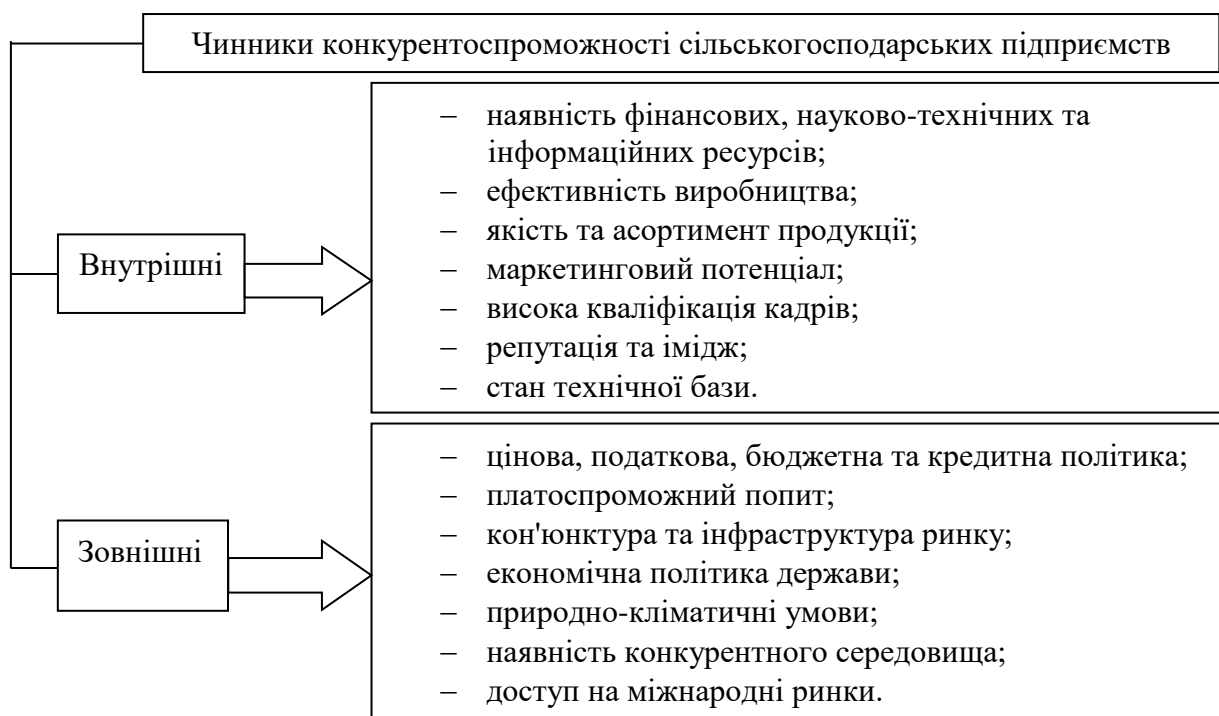 Чинники конкурентоспроможності сільськогосподарських підприємств
Внутрішні
– наявність фінансових, науково-технічних та
інформаційних ресурсів;
– ефективність виробництва;
– якість та асортимент продукції;
– маркетинговий потенціал;
– висока кваліфікація кадрів;
– репутація та імідж;
– стан технічної бази.
Зовнішні
– цінова, податкова, бюджетна та кредитна політика;
– платоспроможний попит;
– кон'юнктура та інфраструктура ринку;
– економічна політика держави;
– природно-кліматичні умови;
– наявність конкурентного середовища;
– доступ на міжнародні ринки.